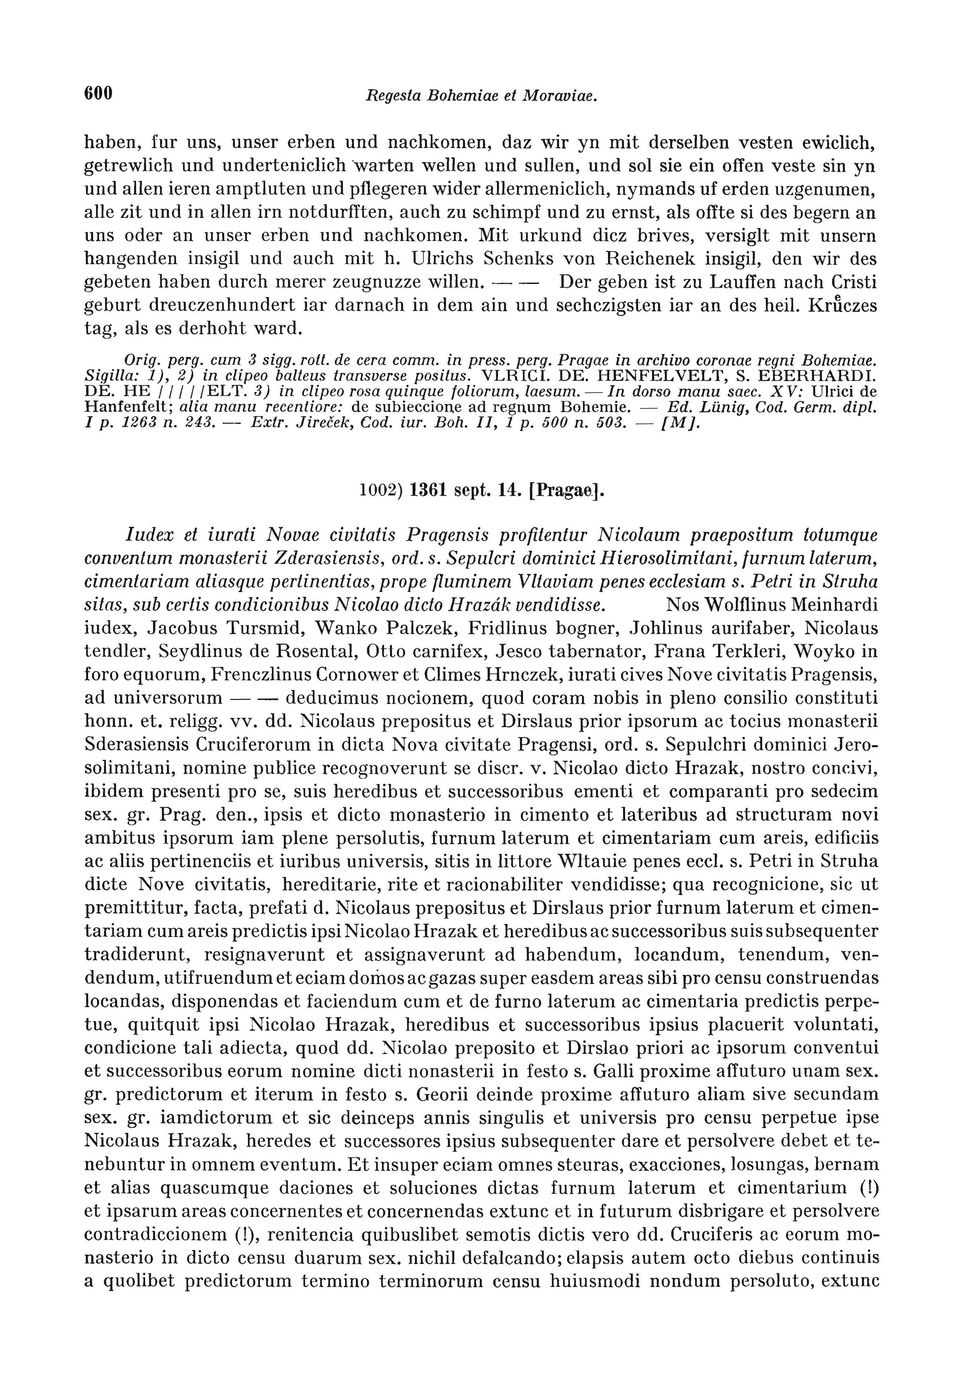 600
Regesta Bohemiae et Moraviae.
haben, fur uns, unser erben und nachkomen, daz wir yn mit derselben vesten ewiclich,
getrewlich und underteniclich warten wellen und sullen, und sol sie ein offen veste sin yn
und allen ieren amptluten und pflegeren wider allermeniclich, nymands uf erden uzgenumen,
alle zit und in allen irn notdurfften, auch zu schimpf und zu ernst, als offte si des begern an
uns oder an unser erben und nachkomen. Mit urkund dicz brives, versiglt mit unsern
hangenden insigil und auch mit h. Ulrichs Schenks von Reichenek insigil, den wir des
gebeten haben durch merer zeugnuzze willen. — — Der geben ist zu Lauffen nach Cristi
geburt dreuczenhundert iar darnach in dem ain und sechczigsten iar an des heil. Krůczes
tag, als es derhoht ward.
Orig. perg. cum 3 sigg. rott. de cera comm. in press. perg. Pragae in archivo coronae regni Bohemiae.
Sigilla: 1), 2) in clipeo balteus transverse positus. VLRICI. DE. HENFELVELT, S. EBERHARDI.
DE. HE / / / / /ELT. 3) in clipeo rosa quinque foliorum, laesum. — In dorso manu saec. XV: Ulrici de
Hanfenfelt; alia manu recentiore: de subieccione ad regnum Bohemie. — Ed. Lünig, Cod. Germ. dipl.
I p. 1263 n. 243. — Extr. Jireček, Cod. iur. Boh. II, 1 p. 500 n. 503. — [M].
1002) 1361 sept. 14. [Pragae].
Iudex et iurati Novae civitatis Pragensis profitentur Nicolaum praepositum totumque
conventum monasterii Zderasiensis, ord. s. Sepulcri dominici Hierosolimitani, furnum laterum,
cimentariam aliasque pertinentias, prope fluminem Vltaviam penes ecclesiam s. Petri in Struha
sitas, sub certis condicionibus Nicolao dicto Hrazák vendidisse. Nos Wolflinus Meinhardi
iudex, Jacobus Tursmid, Wanko Palczek, Fridlinus bogner, Johlinus aurifaber, Nicolaus
tendler, Seydlinus de Rosental, Otto carnifex, Jesco tabernator, Frana Terkleri, Woyko in
foro equorum, Frenczlinus Cornower et Climes Hrnczek, iurati cives Nove civitatis Pragensis,
ad universorum — — deducimus nocionem, quod coram nobis in pleno consilio constituti
honn. et. religg. vv. dd. Nicolaus prepositus et Dirslaus prior ipsorum ac tocius monasterii
Sderasiensis Cruciferorum in dicta Nova civitate Pragensi, ord. s. Sepulchri dominici Jero-
solimitani, nomine publice recognoverunt se discr. v. Nicolao dicto Hrazak, nostro concivi,
ibidem presenti pro se, suis heredibus et successoribus ementi et comparanti pro sedecim
sex. gr. Prag. den., ipsis et dicto monasterio in cimento et lateribus ad structuram novi
ambitus ipsorum iam plene persolutis, furnum laterum et cimentariam cum areis, edificiis
ac aliis pertinenciis et iuribus universis, sitis in littore Wltauie penes eccl. s. Petri in Struha
dicte Nove civitatis, hereditarie, rite et racionabiliter vendidisse; qua recognicione, sic ut
premittitur, facta, prefati d. Nicolaus prepositus et Dirslaus prior furnum laterum et cimen-
tariam cum areis predictis ipsi Nicolao Hrazak et heredibus ac successoribus suis subsequenter
tradiderunt, resignaverunt et assignaverunt ad habendum, locandum, tenendum, ven-
dendum, utifruendum et eciam domos ac gazas super easdem areas sibi pro censu construendas
locandas, disponendas et faciendum cum et de furno laterum ac cimentaria predictis perpe-
tue, quitquit ipsi Nicolao Hrazak, heredibus et successoribus ipsius placuerit voluntati,
condicione tali adiecta, quod dd. Nicolao preposito et Dirslao priori ac ipsorum conventui
et successoribus eorum nomine dicti nonasterii in festo s. Galli proxime affuturo unam sex.
gr. predictorum et iterum in festo s. Georii deinde proxime affuturo aliam sive secundam
sex. gr. iamdictorum et sic deinceps annis singulis et universis pro censu perpetue ipse
Nicolaus Hrazak, heredes et successores ipsius subsequenter dare et persolvere debet et te-
nebuntur in omnem eventum. Et insuper eciam omnes steuras, exacciones, losungas, bernam
et alias quascumque daciones et soluciones dictas furnum laterum et cimentarium (!)
et ipsarum areas concernentes et concernendas extunc et in futurum disbrigare et persolvere
contradiccionem (!), renitencia quibuslibet semotis dictis vero dd. Cruciferis ac eorum mo-
nasterio in dicto censu duarum sex. nichil defalcando; elapsis autem octo diebus continuis
a quolibet predictorum termino terminorum censu huiusmodi nondum persoluto, extunc